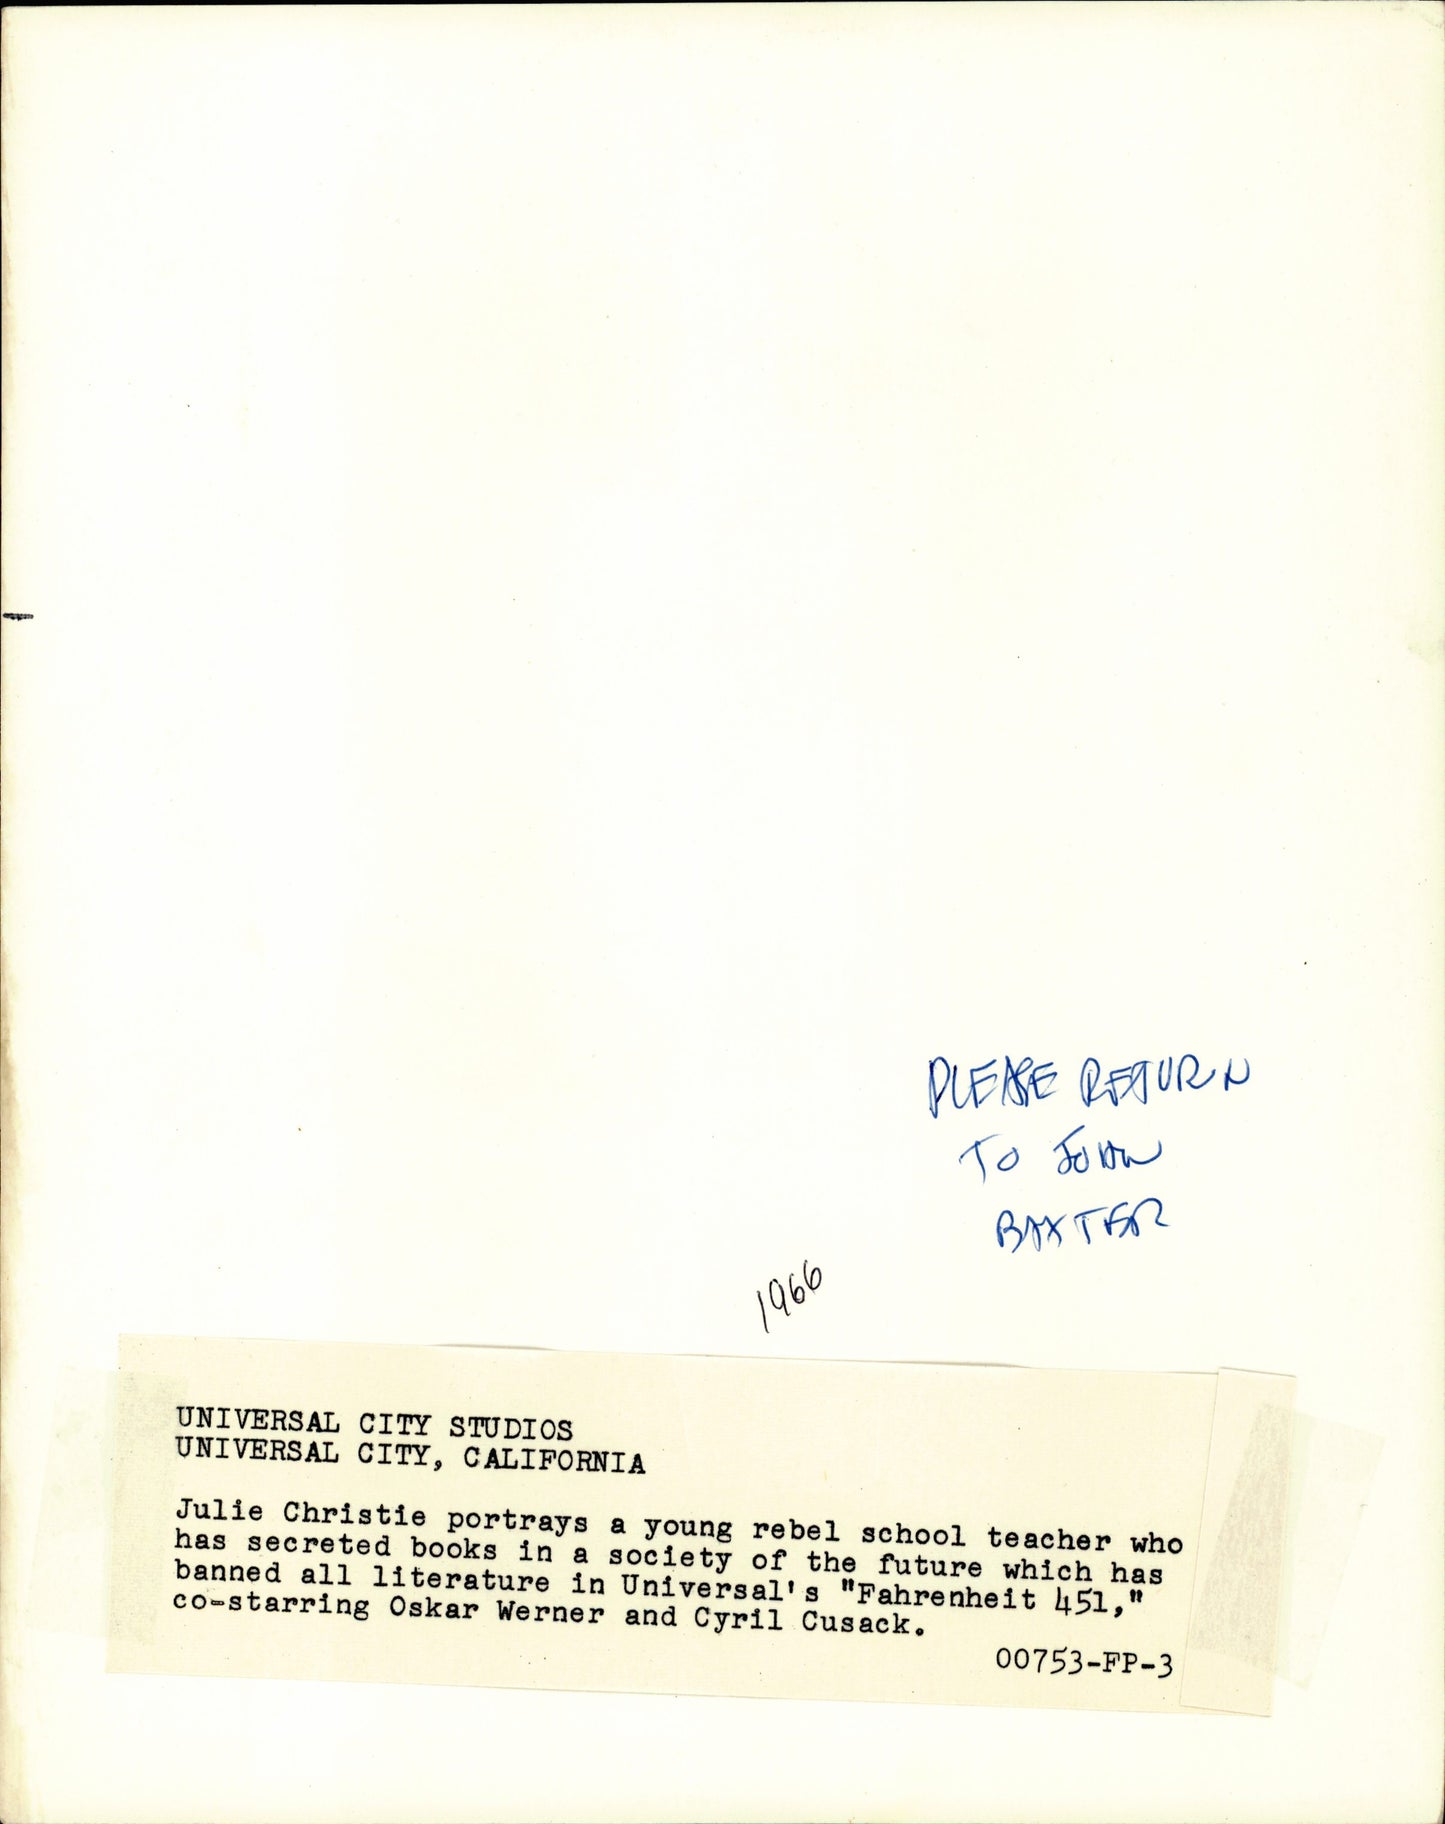 PLEASE RETURN
TO JOHN
BAXTER
1966
UNIVERSAL CITY STUDIOS
UNIVERSAL CITY, CALIFORNIA
Julie Christie portrays a young rebel school teacher who
has secreted books in a society of the future which has
banned all literature in Universal's "Fahrenheit 451,"
co-starring Oskar Werner and Cyril Cusack.
00753-FP-3